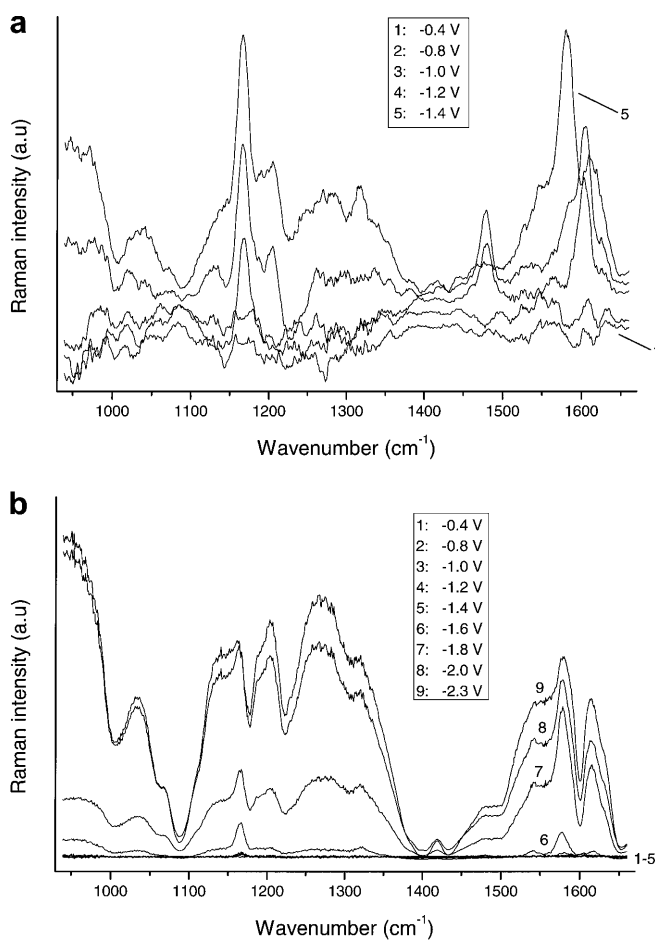 a
1: -0.4 V
2: -0.8 V
3: -1.0 V
4: -1.2 V
5: -1.4 V
5
Raman intensity (a.u)
1000 1100 1200 1300 1400 1500 1600
Wavenumber (cm-1)
b
1: -0.4 V
2: -0.8 V
3: -1.0 V
4: -1.2 V
5: -1.4 V
6: -1.6 V
7: -1.8 V
8: -2.0 V
9: -2.3 V
9
8
7
6
1-5
Raman intensity (a.u)
1000 1100 1200 1300 1400 1500 1600
Wavenumber (cm-1)